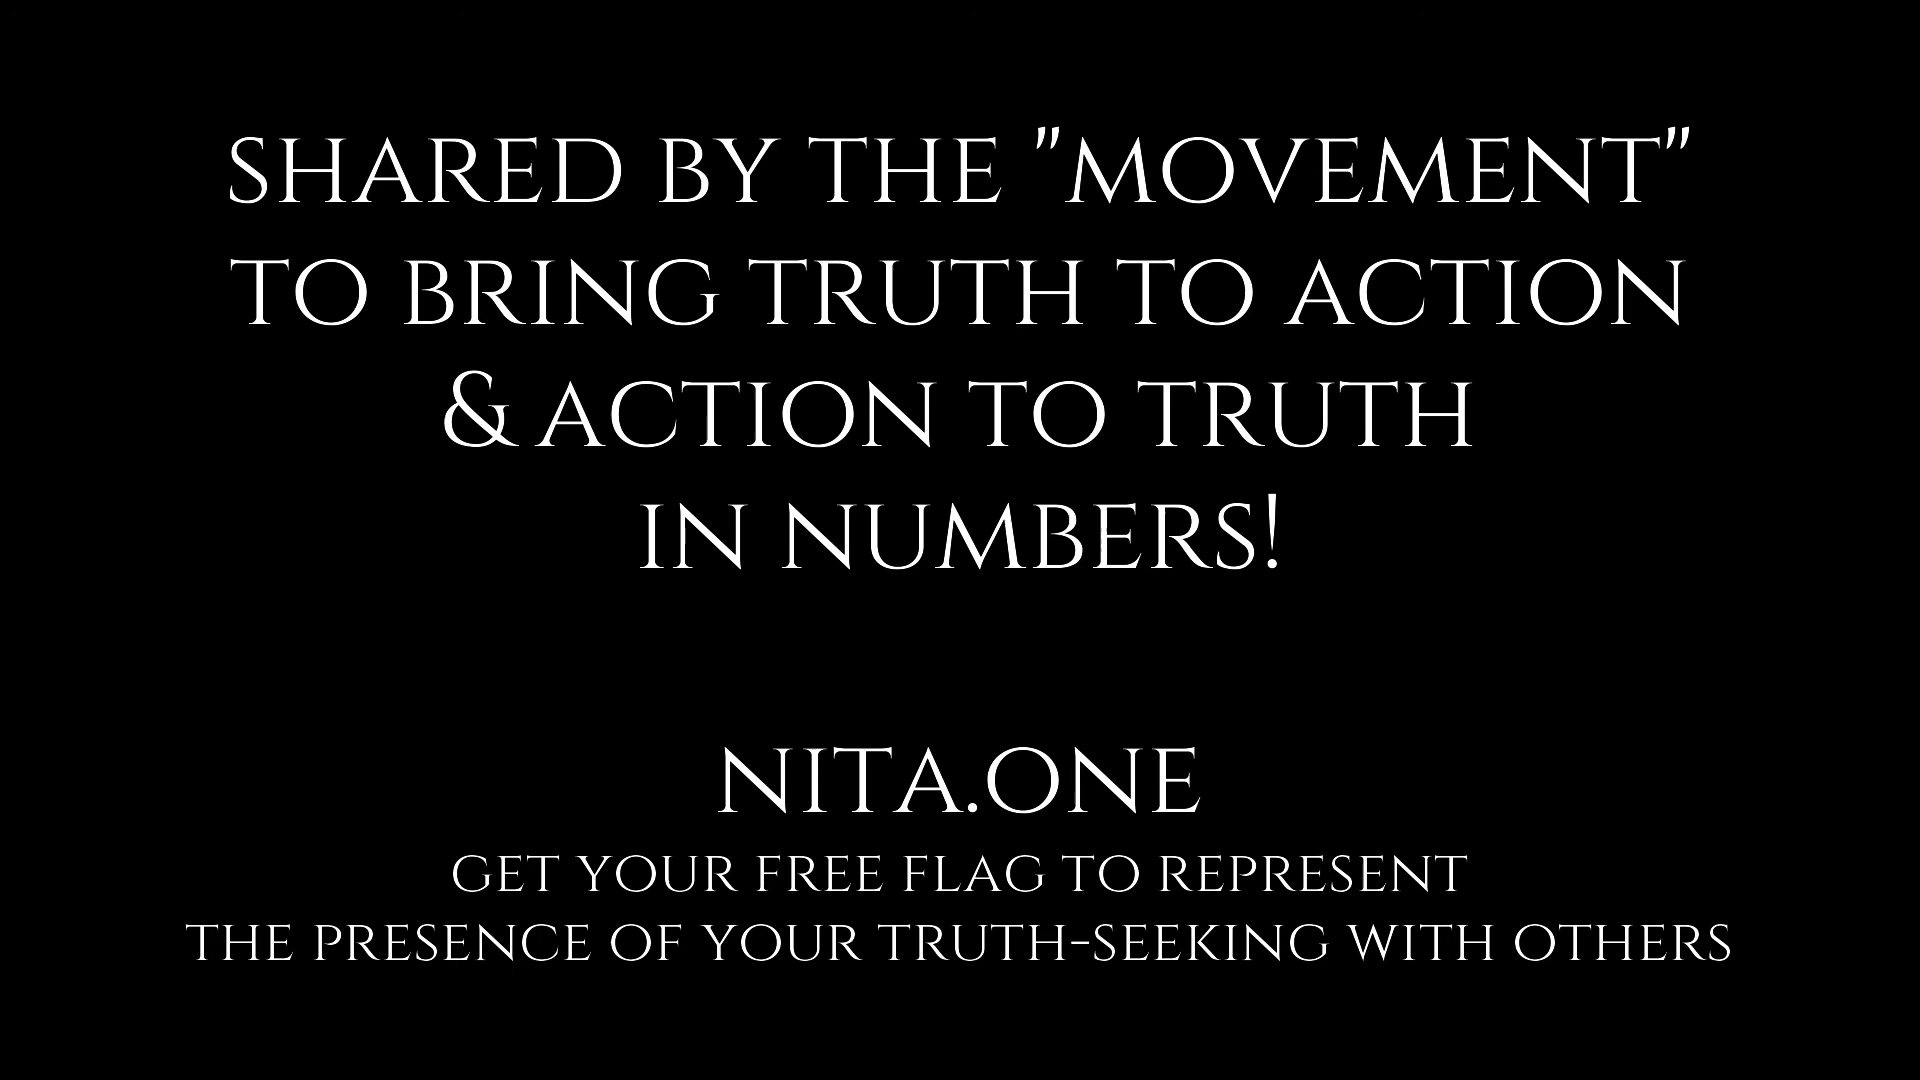 SHARED BY THE "MOVEMENT"
TO BRING TRUTH TO ACTION
& ACTION TO TRUTH
IN NUMBERS!
NITA.ONE
GET YOUR FREE FLAG TO REPRESENT
THE PRESENCE OF YOUR TRUTH-SEEKING WITH OTHERS